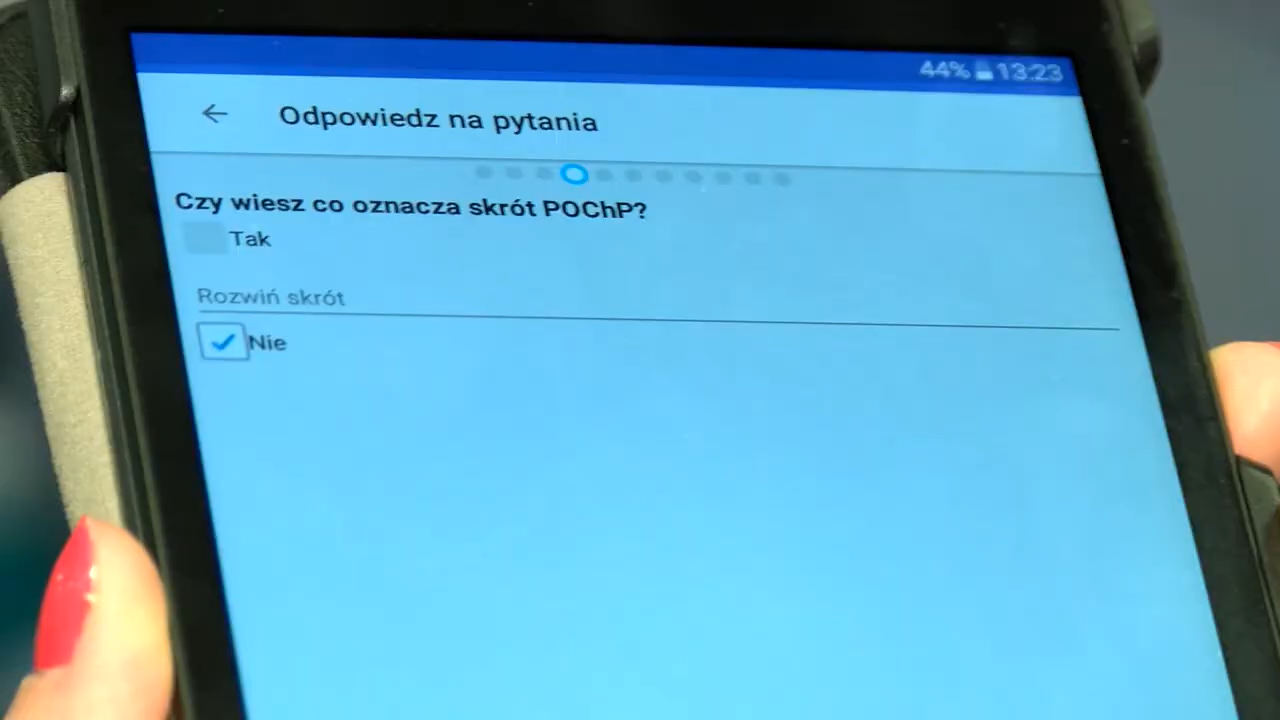 44% 13:23
Odpowiedz na pytania
Czy wiesz co oznacza skrót POChP?
Tak
Rozwiń skrót
Nie